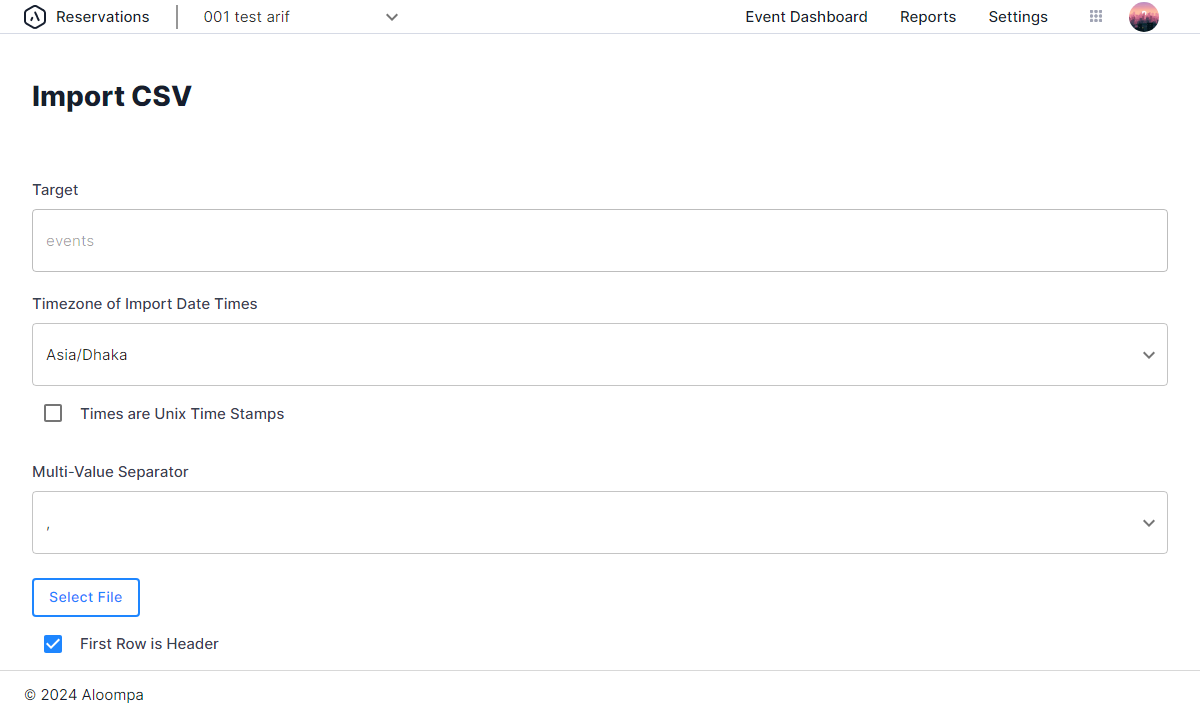 Reservations 001 test arif Event Dashboard Reports Settings
Import CSV
Target
events
Timezone of Import Date Times
Asia/Dhaka
Times are Unix Time Stamps
Multi-Value Separator
,
Select File
First Row is Header
© 2024 Aloompa